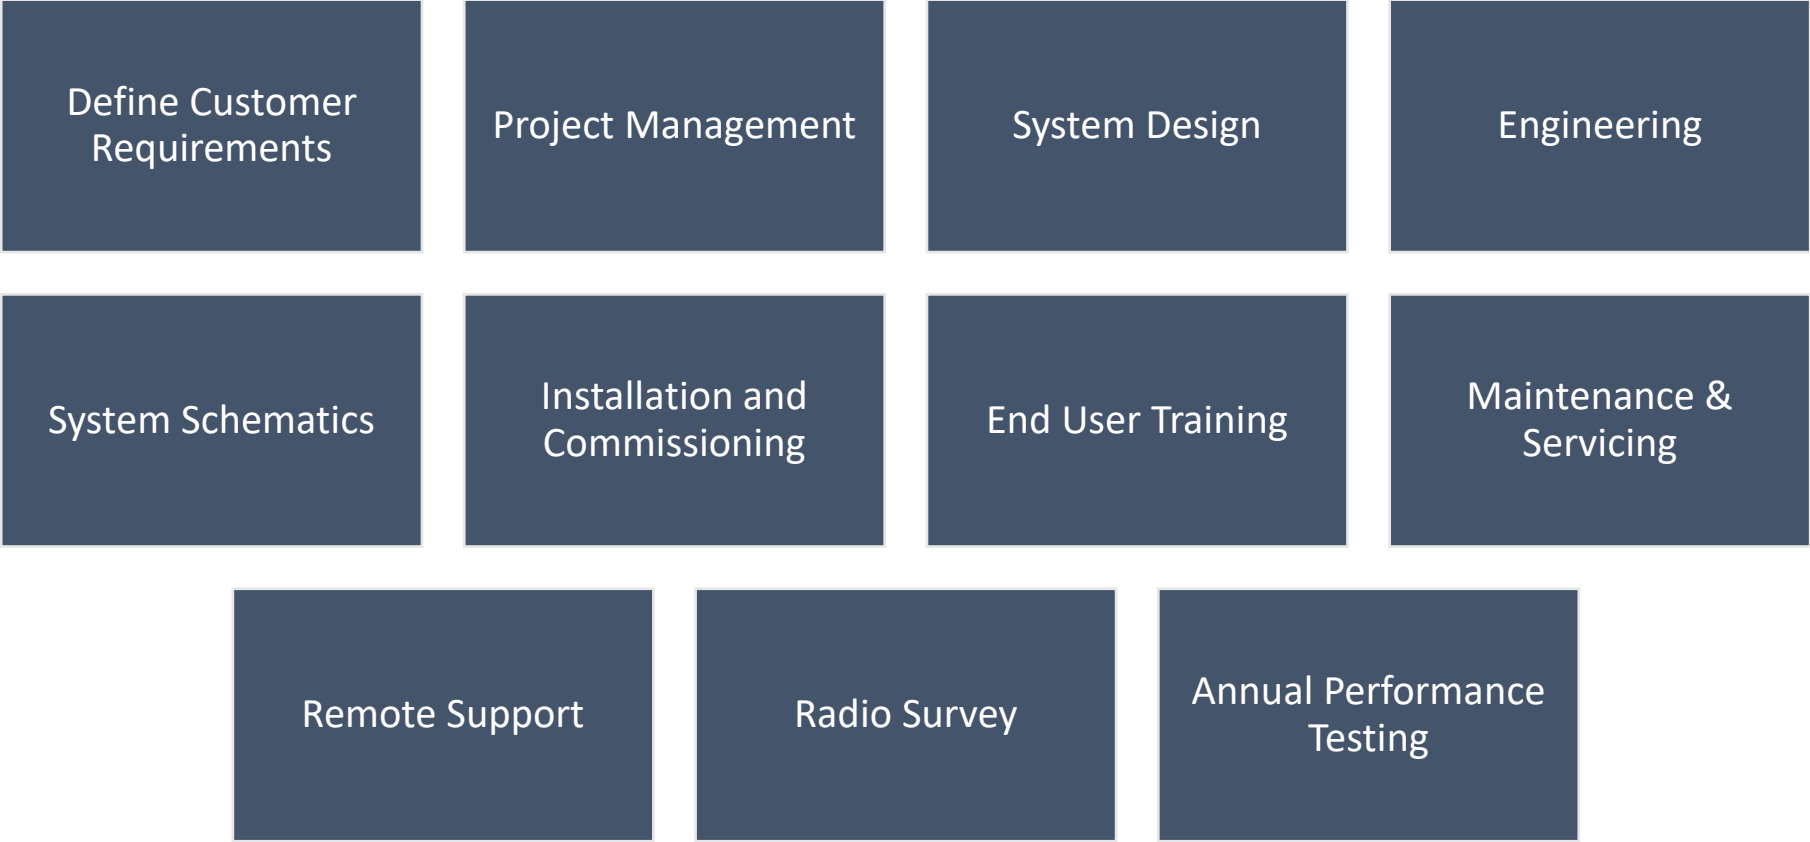 Define Customer
Requirements
Project Management
System Design
Engineering
System Schematics
Installation and
Commissioning
End User Training
Maintenance &
Servicing
Remote Support
Radio Survey
Annual Performance
Testing